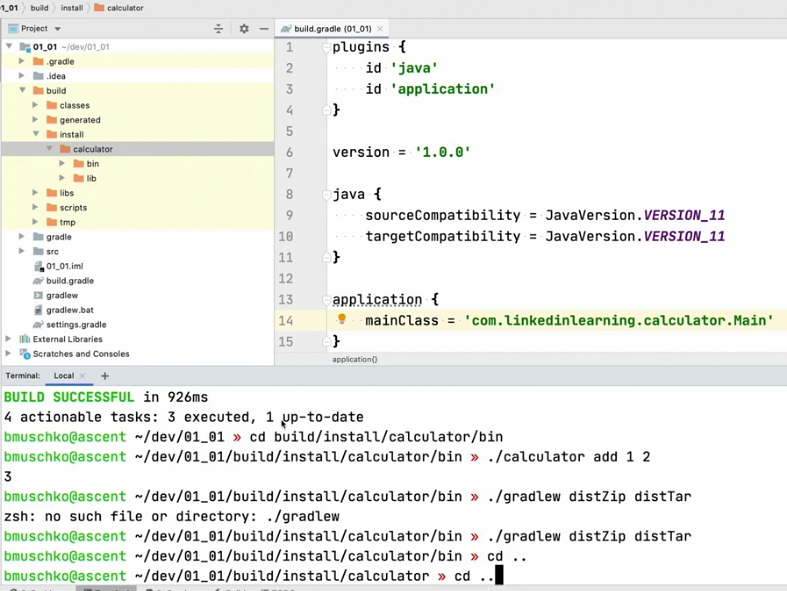 01_01 build install calculator
Project
01_01 ~/dev/01_01
.gradle
.idea
build
classes
generated
install
calculator
bin
lib
libs
scripts
tmp
gradle
src
01_01.iml
build.gradle
gradlew
gradlew.bat
settings.gradle
External Libraries
Scratches and Consoles
build.gradle (01_01)
1 plugins {
2 id 'java'
3 id 'application'
4 }
5
6 version = '1.0.0'
7
8 java {
9 sourceCompatibility = JavaVersion.VERSION_11
10 targetCompatibility = JavaVersion.VERSION_11
11 }
12
13 application {
14 mainClass = 'com.linkedinlearning.calculator.Main'
15 }
application{}
Terminal: Local +
BUILD SUCCESSFUL in 926ms
4 actionable tasks: 3 executed, 1 up-to-date
bmuschko@ascent ~/dev/01_01 » cd build/install/calculator/bin
bmuschko@ascent ~/dev/01_01/build/install/calculator/bin » ./calculator add 1 2
3
bmuschko@ascent ~/dev/01_01/build/install/calculator/bin » ./gradlew distZip distTar
zsh: no such file or directory: ./gradlew
bmuschko@ascent ~/dev/01_01/build/install/calculator/bin » ./gradlew distZip distTar
bmuschko@ascent ~/dev/01_01/build/install/calculator/bin » cd ..
bmuschko@ascent ~/dev/01_01/build/install/calculator » cd ..